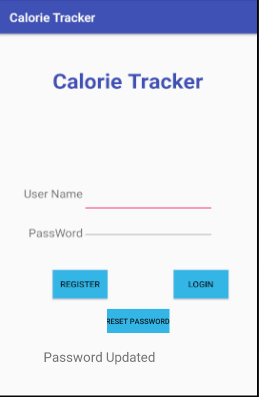 Calorie Tracker
Calorie Tracker
User Name
PassWord
REGISTER LOGIN
RESET PASSWORD
Password Updated